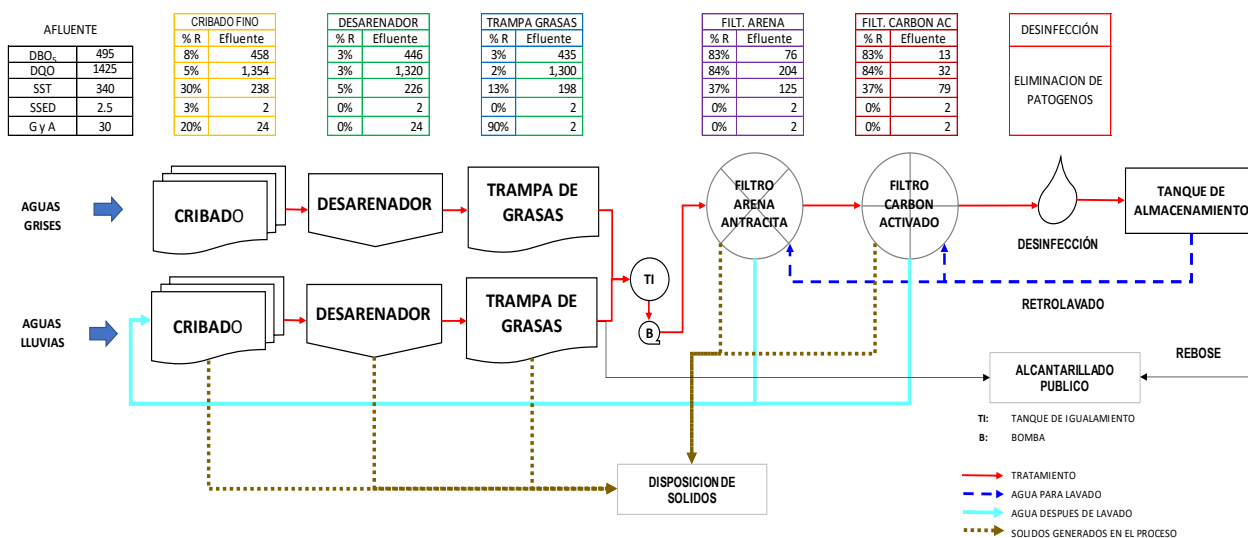 AFLUENTE
DBO₅ 495
DQO 1425
SST 340
SSED 2.5
G y A 30
CRIBADO FINO
% R Efluente
8% 458
5% 1,354
30% 238
3% 2
20% 24
DESARENADOR
% R Efluente
3% 446
3% 1,320
5% 226
0% 2
0% 24
TRAMPA GRASAS
% R Efluente
3% 435
2% 1,300
13% 198
0% 2
90% 2
FILT. ARENA
% R Efluente
83% 76
84% 204
37% 125
0% 2
0% 2
FILT. CARBON AC
% R Efluente
83% 13
84% 32
37% 79
0% 2
0% 2
DESINFECCIÓN
ELIMINACION DE
PATOGENOS
AGUAS
GRISES
CRIBADO
DESARENADOR
TRAMPA DE
GRASAS
FILTRO
ARENA
ANTRACITA
FILTRO
CARBON
ACTIVADO
DESINFECCIÓN
TANQUE DE
ALMACENAMIENTO
TI
B
RETROLAVADO
AGUAS
LLUVIAS
CRIBADO
DESARENADOR
TRAMPA DE
GRASAS
ALCANTARILLADO
PUBLICO
REBOSE
TI: TANQUE DE IGUALAMIENTO
B: BOMBA
DISPOSICION DE
SOLIDOS
TRATAMIENTO
AGUA PARA LAVADO
AGUA DESPUES DE LAVADO
SOLIDOS GENERADOS EN EL PROCESO